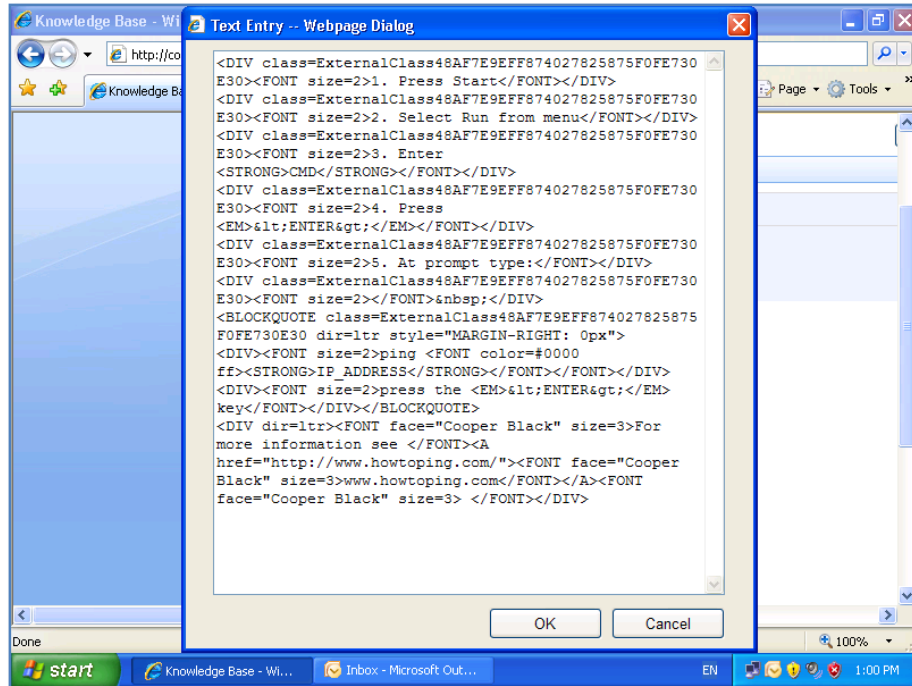 Knowledge Base - Wi
Text Entry -- Webpage Dialog
http://co
Knowledge Ba
Page
Tools
<DIV class=ExternalClass48AF7E9EFF874027825875F0FE730
E30><FONT size=2>1. Press Start</FONT></DIV>
<DIV class=ExternalClass48AF7E9EFF874027825875F0FE730
E30><FONT size=2>2. Select Run from menu</FONT></DIV>
<DIV class=ExternalClass48AF7E9EFF874027825875F0FE730
E30><FONT size=2>3. Enter
<STRONG>CMD</STRONG></FONT></DIV>
<DIV class=ExternalClass48AF7E9EFF874027825875F0FE730
E30><FONT size=2>4. Press
<EM>&lt;ENTER&gt;</EM></FONT></DIV>
<DIV class=ExternalClass48AF7E9EFF874027825875F0FE730
E30><FONT size=2>5. At prompt type:</FONT></DIV>
<DIV class=ExternalClass48AF7E9EFF874027825875F0FE730
E30><FONT size=2></FONT>&nbsp;</DIV>
<BLOCKQUOTE class=ExternalClass48AF7E9EFF874027825875
F0FE730E30 dir=ltr style="MARGIN-RIGHT: 0px">
<DIV><FONT size=2>ping <FONT color=#0000
ff><STRONG>IP_ADDRESS</STRONG></FONT></FONT></DIV>
<DIV><FONT size=2>press the <EM>&lt;ENTER&gt;</EM>
key</FONT></DIV></BLOCKQUOTE>
<DIV dir=ltr><FONT face="Cooper Black" size=3>For
more information see </FONT><A
href="http://www.howtoping.com/"><FONT face="Cooper
Black" size=3>www.howtoping.com</FONT></A><FONT
face="Cooper Black" size=3> </FONT></DIV>
OK
Cancel
Done
100%
start
Knowledge Base - Wi...
Inbox - Microsoft Out...
EN
1:00 PM